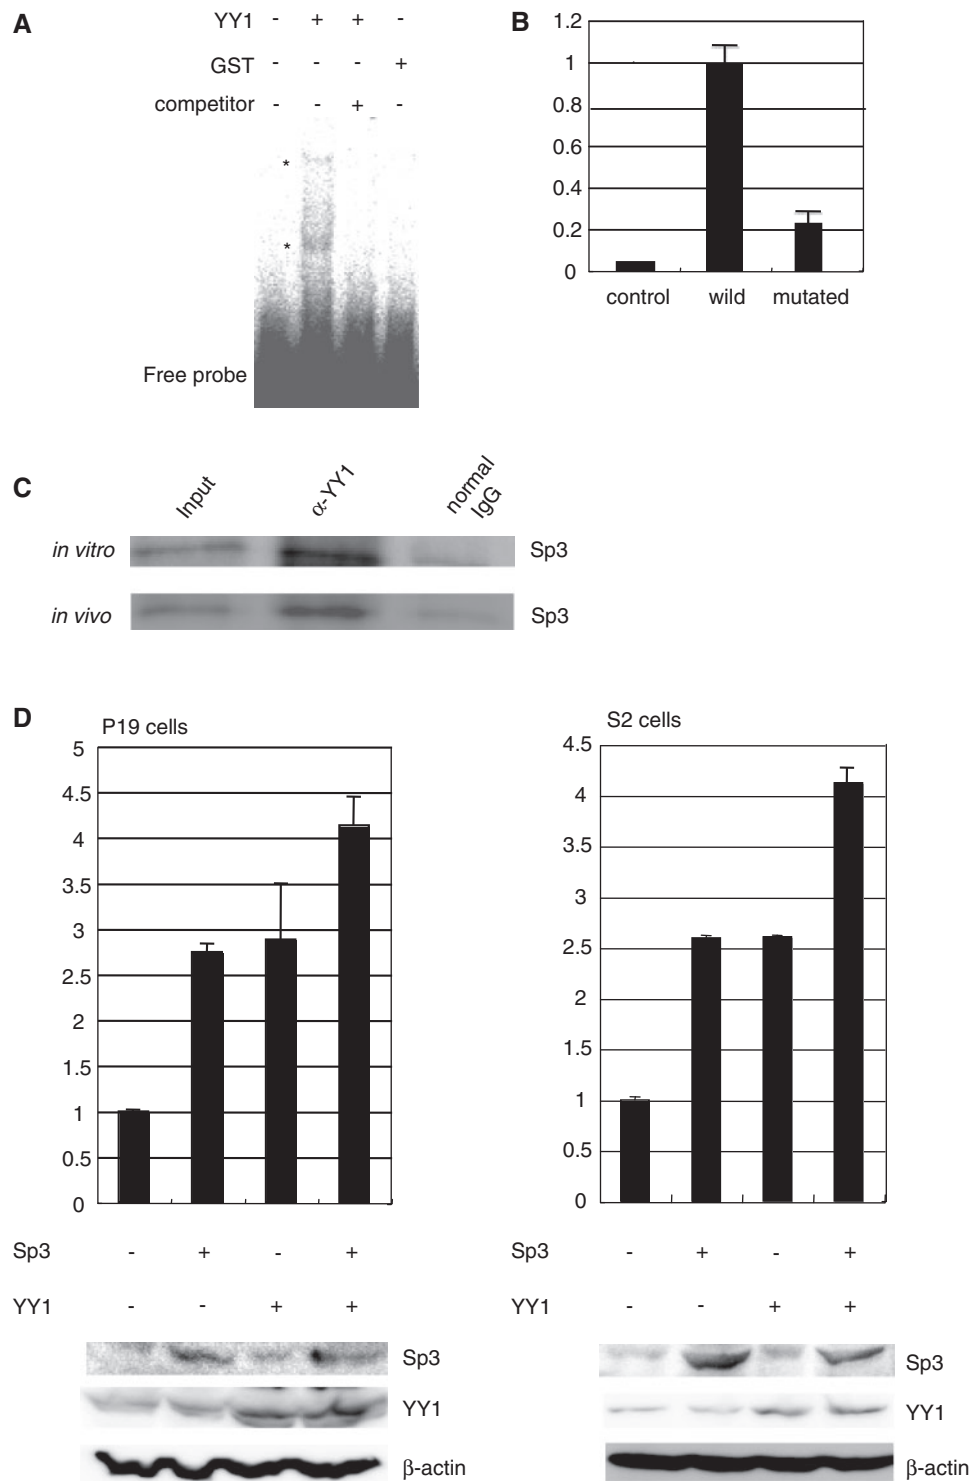 A
YY1 - + + -
GST - - - +
competitor - - + -
*
*
Free probe
B
1.2
1
0.8
0.6
0.4
0.2
0
control wild mutated
C
Input α-YY1 normal IgG
in vitro Sp3
in vivo Sp3
D
P19 cells
5
4.5
4
3.5
3
2.5
2
1.5
1
0.5
0
Sp3 - + - +
YY1 - - + +
Sp3
YY1
β-actin
S2 cells
4.5
4
3.5
3
2.5
2
1.5
1
0.5
0
Sp3 - + - +
YY1 - - + +
Sp3
YY1
β-actin